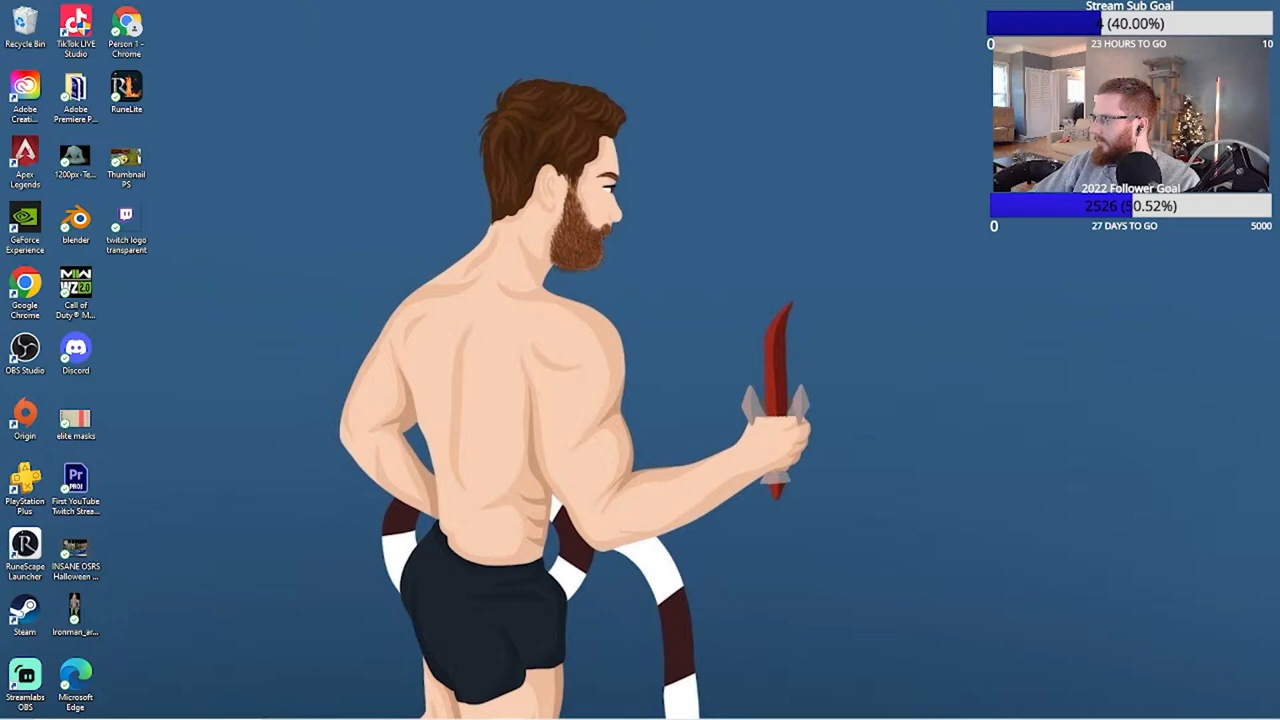 Recycle Bin
TikTok LIVE
Studio
Person 1 -
Chrome
Adobe
Creati...
Adobe
Premiere P...
RuneLite
Apex
Legends
1200px-Te...
Thumbnail
PS
GeForce
Experience
blender
twitch logo
transparent
Google
Chrome
Call of
Duty® M...
OBS Studio
Discord
Origin
elite masks
PlayStation
Plus
First YouTube
Twitch Strea...
RuneScape
Launcher
INSANE OSRS
Halloween ...
Steam
Ironman_ar...
Streamlabs
OBS
Microsoft
Edge
Stream Sub Goal
4 (40.00%)
0 23 HOURS TO GO 10
2022 Follower Goal
2526 (50.52%)
0 27 DAYS TO GO 5000